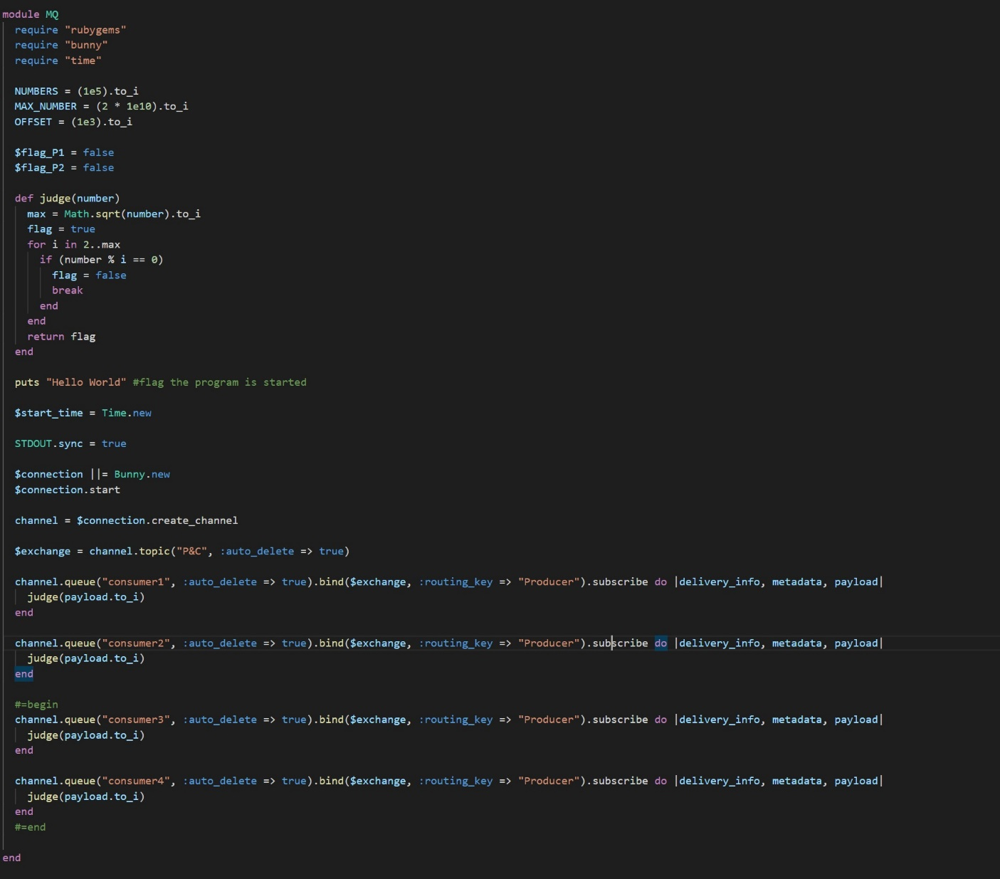 module MQ
  require "rubygems"
  require "bunny"
  require "time"

  NUMBERS = (1e5).to_i
  MAX_NUMBER = (2 * 1e10).to_i
  OFFSET = (1e3).to_i

  $flag_P1 = false
  $flag_P2 = false

  def judge(number)
    max = Math.sqrt(number).to_i
    flag = true
    for i in 2..max
      if (number % i == 0)
        flag = false
        break
      end
    end
    return flag
  end

  puts "Hello World" #flag the program is started

  $start_time = Time.new

  STDOUT.sync = true

  $connection ||= Bunny.new
  $connection.start

  channel = $connection.create_channel

  $exchange = channel.topic("P&C", :auto_delete => true)

  channel.queue("consumer1", :auto_delete => true).bind($exchange, :routing_key => "Producer").subscribe do |delivery_info, metadata, payload|
    judge(payload.to_i)
  end

  channel.queue("consumer2", :auto_delete => true).bind($exchange, :routing_key => "Producer").subscribe do |delivery_info, metadata, payload|
    judge(payload.to_i)
  end

  #=begin
  channel.queue("consumer3", :auto_delete => true).bind($exchange, :routing_key => "Producer").subscribe do |delivery_info, metadata, payload|
    judge(payload.to_i)
  end

  channel.queue("consumer4", :auto_delete => true).bind($exchange, :routing_key => "Producer").subscribe do |delivery_info, metadata, payload|
    judge(payload.to_i)
  end
  #=end

end